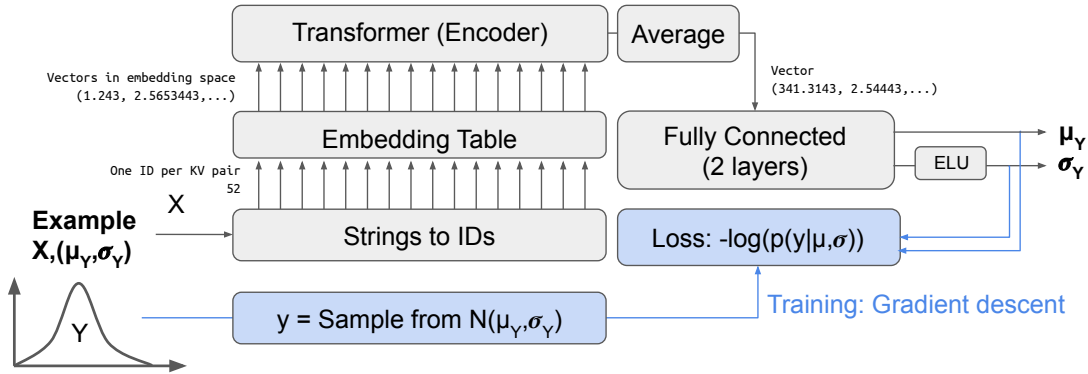 Transformer (Encoder)
Average
Vectors in embedding space
(1.243, 2.5653443,...)
Vector
(341.3143, 2.54443,...)
Embedding Table
Fully Connected
(2 layers)
μY
ELU
σY
One ID per KV pair
52
X
Example
X,(μY,σY)
Strings to IDs
Loss: -log(p(y|μ,σ))
Y
y = Sample from N(μY,σY)
Training: Gradient descent